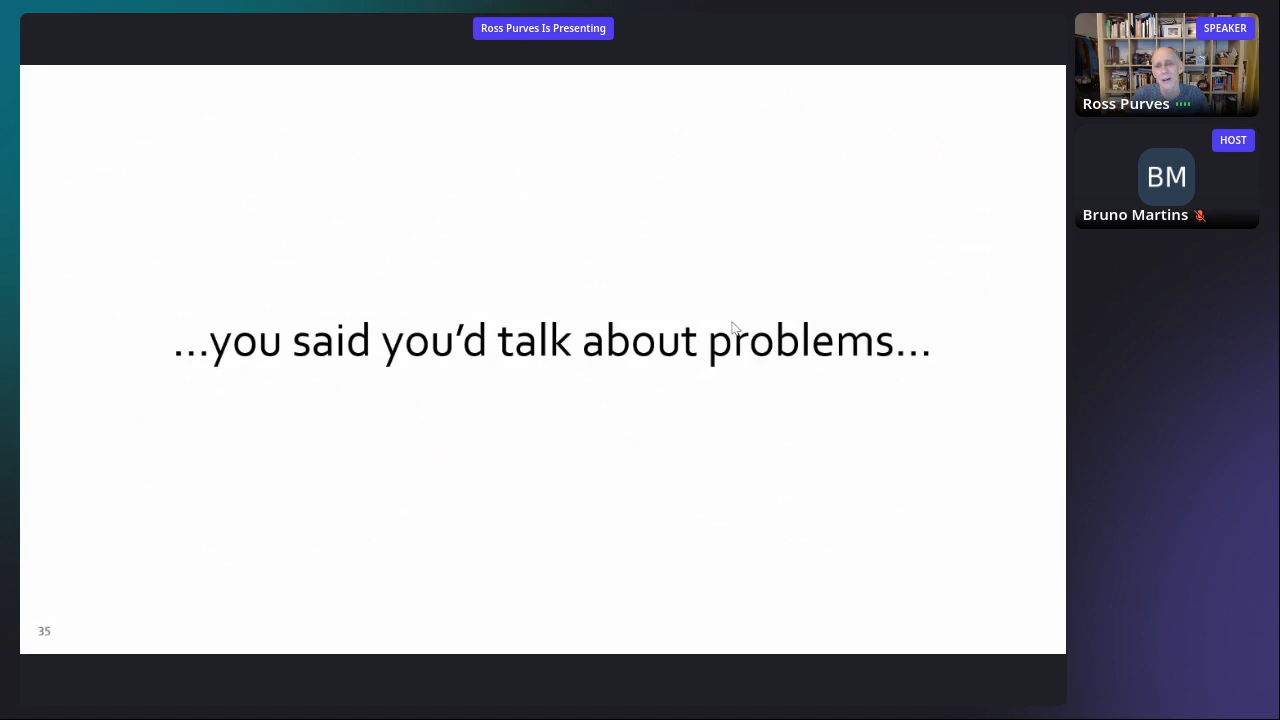 Ross Purves Is Presenting
SPEAKER
Ross Purves
HOST
BM
Bruno Martins
...you said you’d talk about problems...
35